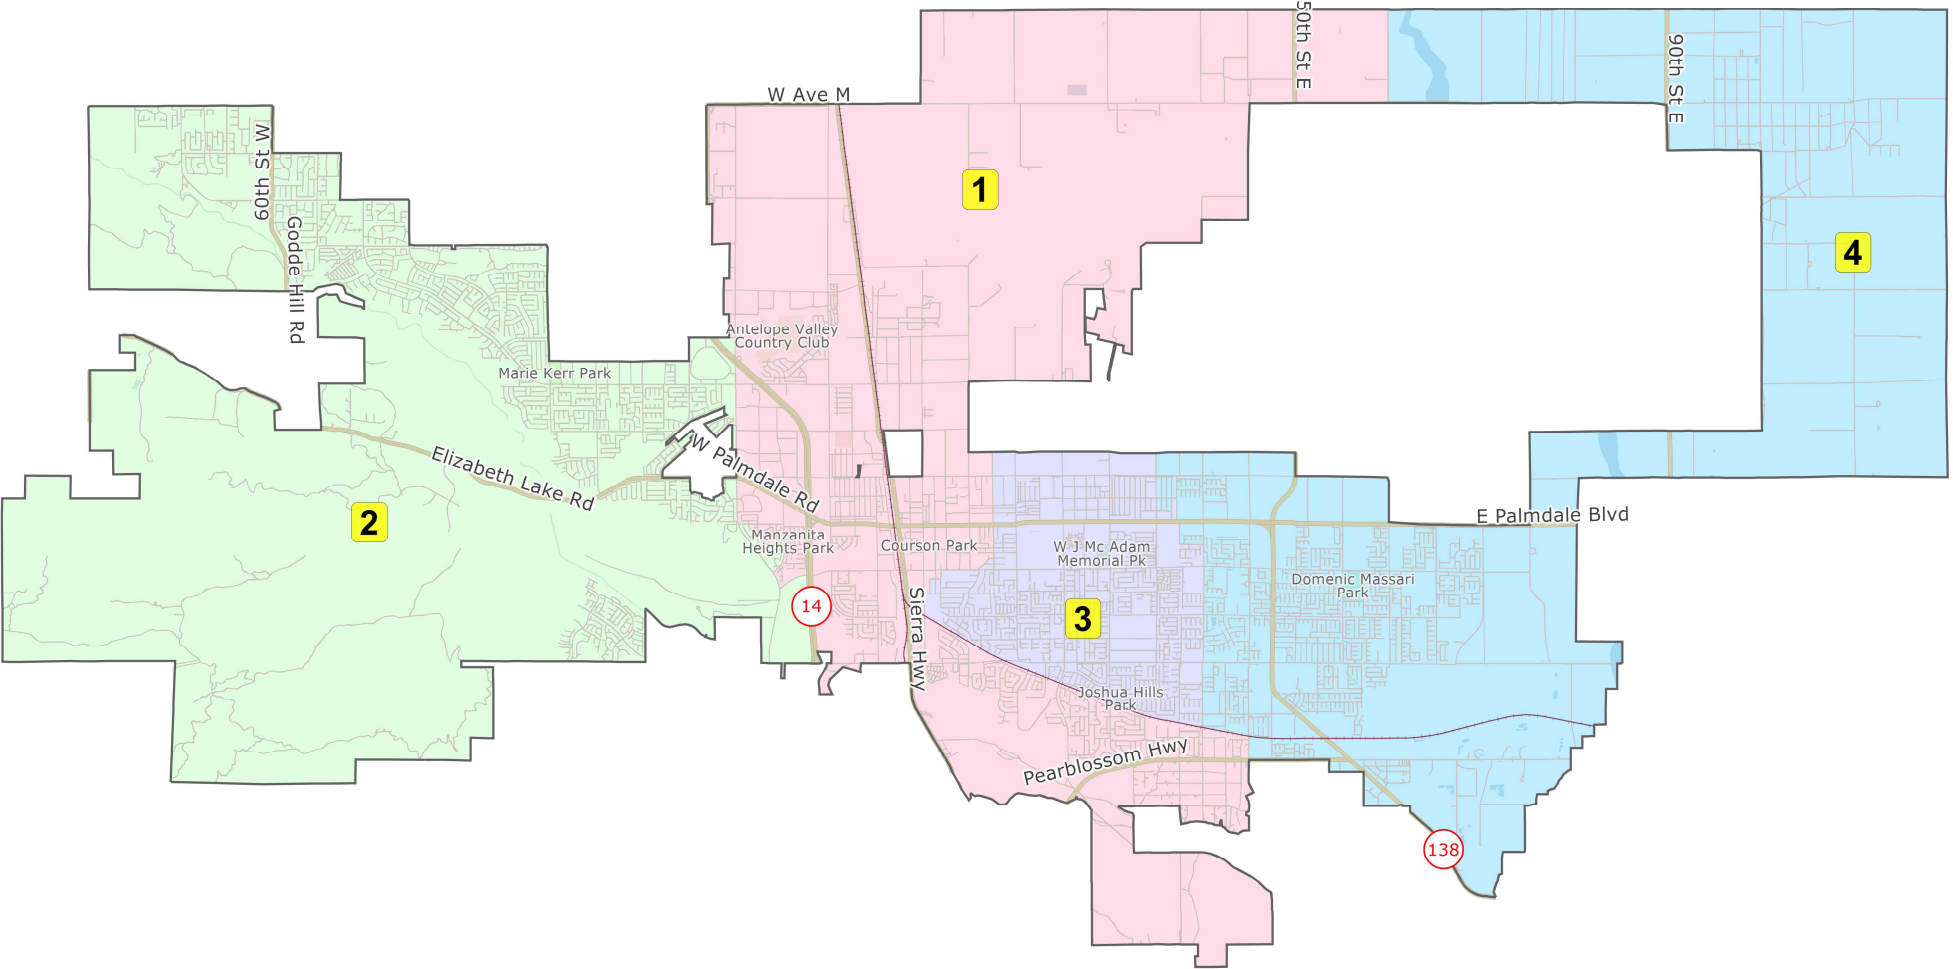 50th St E
90th St E
W Ave M
60th St W
1
Godde Hill Rd
4
Antelope Valley
Country Club
Marie Kerr Park
W Palmdale Rd
Elizabeth Lake Rd
2
E Palmdale Blvd
Manzanita
Heights Park
Courson Park
W J Mc Adam
Memorial Pk
Domenic Massari
Park
14
Sierra Hwy
3
Joshua Hills
Park
Pearblossom Hwy
138